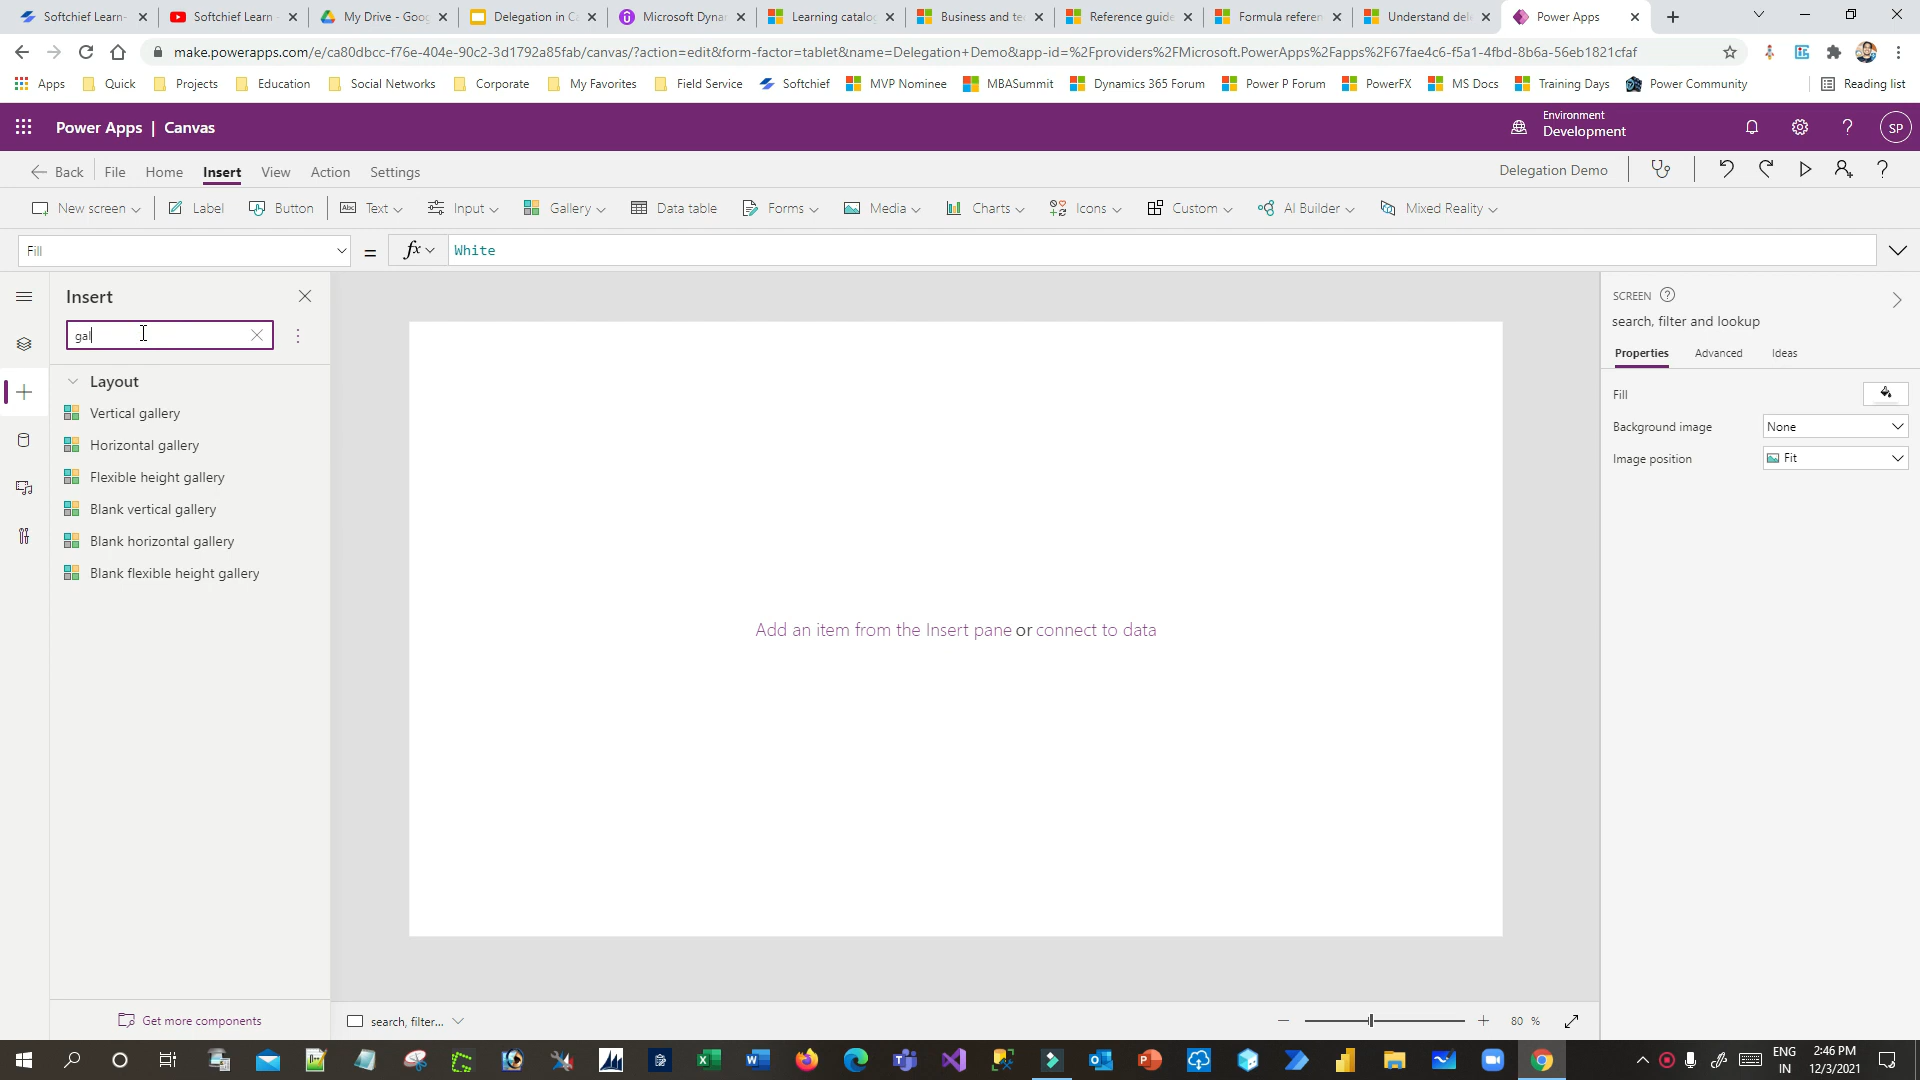 Softchief Learn-
Softchief Learn -
My Drive - Goog
Delegation in Ca
Microsoft Dynam
Learning catalog
Business and tec
Reference guide
Formula referen
Understand dele
Power Apps
make.powerapps.com/e/ca80dbcc-f76e-404e-90c2-3d1792a85fab/canvas/?action=edit&form-factor=tablet&name=Delegation+Demo&app-id=%2Fproviders%2FMicrosoft.PowerApps%2Fapps%2F67fae4c6-f5a1-4fbd-8b6a-56eb1821cfaf
Apps Quick Projects Education Social Networks Corporate My Favorites Field Service Softchief MVP Nominee MBASummit Dynamics 365 Forum Power P Forum PowerFX MS Docs Training Days Power Community Reading list
Power Apps | Canvas
Environment
Development
SP
Back File Home Insert View Action Settings
Delegation Demo
New screen Label Button Text Input Gallery Data table Forms Media Charts Icons Custom AI Builder Mixed Reality
Fill = fx White
Insert
gal
Layout
Vertical gallery
Horizontal gallery
Flexible height gallery
Blank vertical gallery
Blank horizontal gallery
Blank flexible height gallery
Get more components
Add an item from the Insert pane or connect to data
SCREEN
search, filter and lookup
Properties Advanced Ideas
Fill
Background image None
Image position Fit
search, filter...
80 %
ENG
IN
2:46 PM
12/3/2021